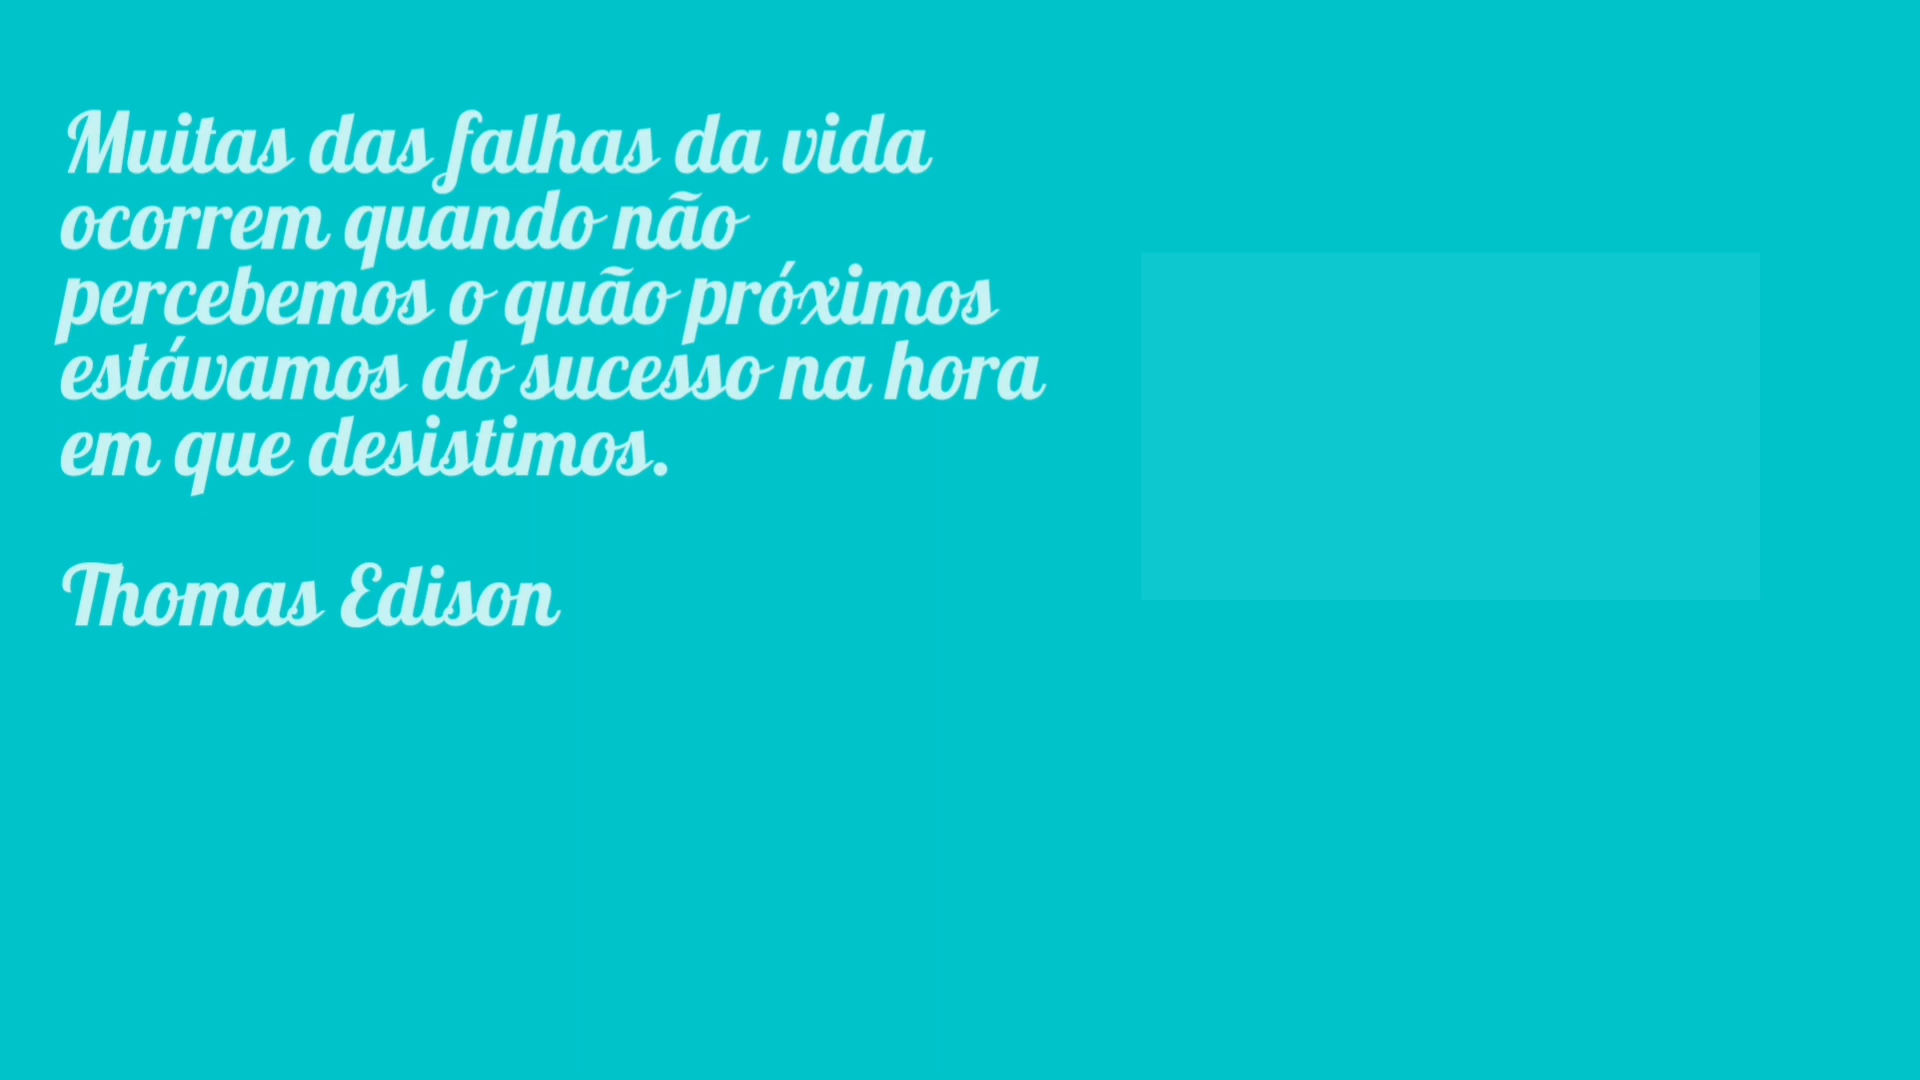 Muitas das falhas da vida
ocorrem quando não
percebemos o quão próximos
estávamos do sucesso na hora
em que desistimos.
Thomas Edison